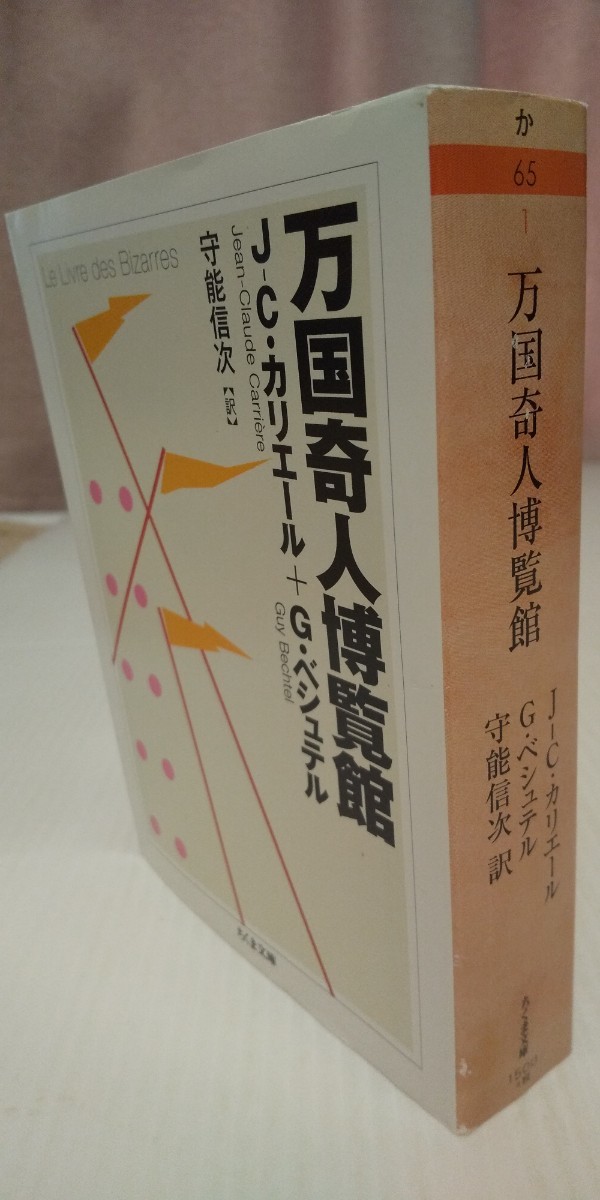 Le Livre des Bizarres
万国奇人博覧館
J-C・カリエール+G・ベシュテル
Jean-Claude Carrière
Guy Bechtel
守能信次【訳】
ちくま文庫
か
65
1
万国奇人博覧館
J-C・カリエール
G・ベシュテル
守能信次 訳
ちくま文庫